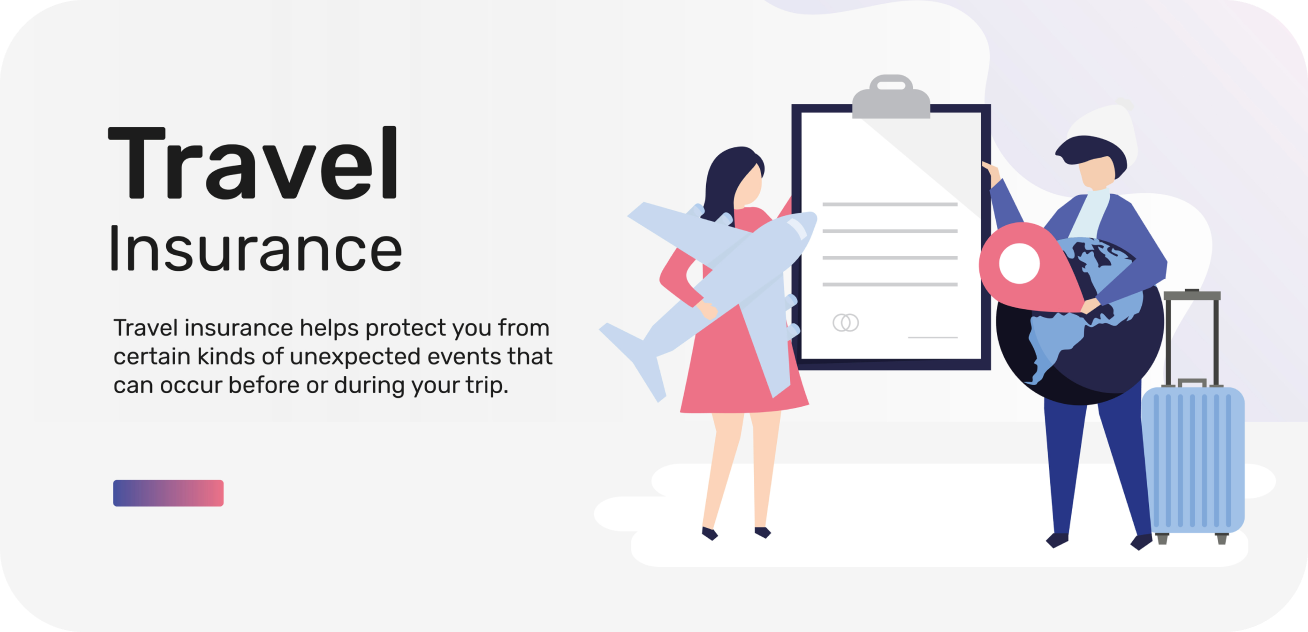 Travel
Insurance
Travel insurance helps protect you from
certain kinds of unexpected events that
can occur before or during your trip.